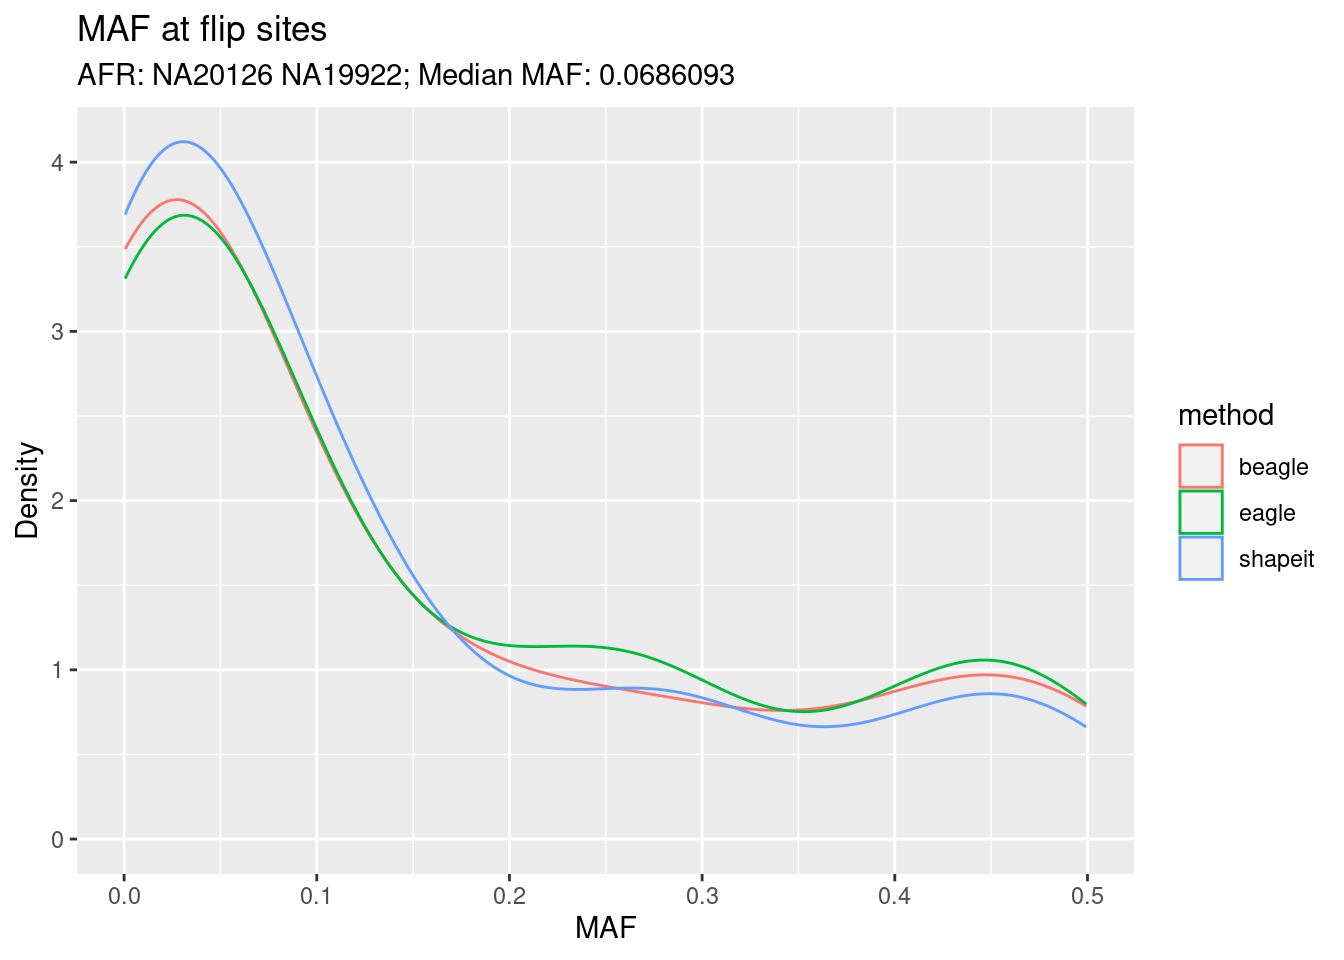 MAF at flip sites
AFR: NA20126 NA19922; Median MAF: 0.0686093
4
3
2
1
0
Density
0.0 0.1 0.2 0.3 0.4 0.5
MAF
method
beagle
eagle
shapeit